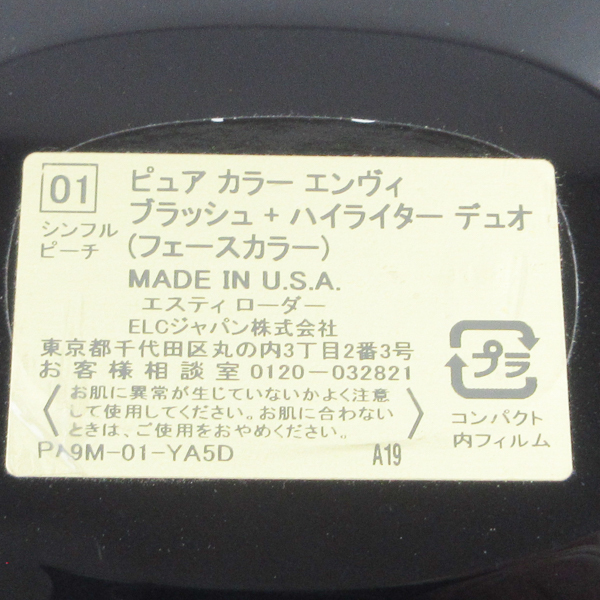 01 ピュア カラー エンヴィ
シンフル ブラッシュ + ハイライター デュオ
ピーチ (フェースカラー)
MADE IN U.S.A.
エスティ ローダー
ELCジャパン株式会社
東京都千代田区丸の内3丁目2番3号
お客様相談室 0120-032821
〈お肌に異常が生じていないかよく注意
して使用してください。お肌に合わない
ときは、ご使用をおやめください。〉
PA9M-01-YA5D A19
プラ
コンパクト
内フィルム